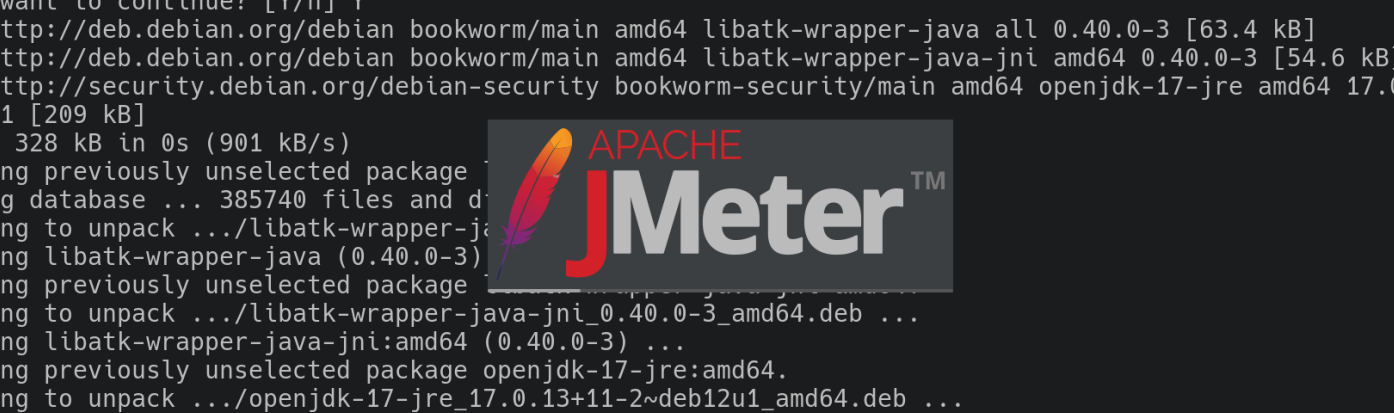 want to continue? [Y/n] Y
ttp://deb.debian.org/debian bookworm/main amd64 libatk-wrapper-java all 0.40.0-3 [63.4 kB]
ttp://deb.debian.org/debian bookworm/main amd64 libatk-wrapper-java-jni amd64 0.40.0-3 [54.6 kB]
ttp://security.debian.org/debian-security bookworm-security/main amd64 openjdk-17-jre amd64 17.0
1 [209 kB]
328 kB in 0s (901 kB/s)
ng previously unselected package
g database ... 385740 files and
ng to unpack .../libatk-wrapper-ja
ng libatk-wrapper-java (0.40.0-3)
ng previously unselected package
ng to unpack .../libatk-wrapper-java-jni_0.40.0-3_amd64.deb ...
ng libatk-wrapper-java-jni:amd64 (0.40.0-3) ...
ng previously unselected package openjdk-17-jre:amd64.
ng to unpack .../openjdk-17-jre_17.0.13+11-2~deb12u1_amd64.deb ...
APACHE
JMeter™